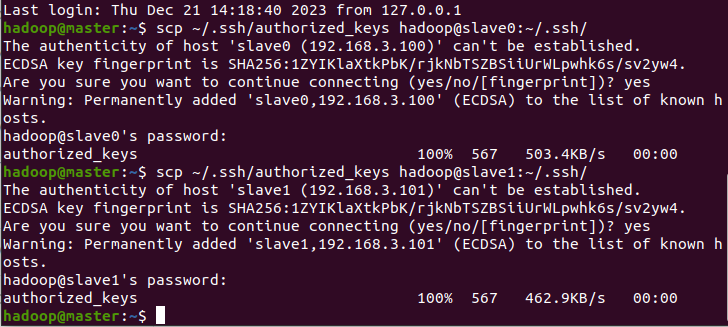 Last login: Thu Dec 21 14:18:40 2023 from 127.0.0.1
hadoop@master:~$ scp ~/.ssh/authorized_keys hadoop@slave0:~/.ssh/
The authenticity of host 'slave0 (192.168.3.100)' can't be established.
ECDSA key fingerprint is SHA256:1ZYIKlaXtkPbK/rjkNbTSZBSiiUrWLpwhk6s/sv2yw4.
Are you sure you want to continue connecting (yes/no/[fingerprint])? yes
Warning: Permanently added 'slave0,192.168.3.100' (ECDSA) to the list of known h
osts.
hadoop@slave0's password:
authorized_keys 100% 567 503.4KB/s 00:00
hadoop@master:~$ scp ~/.ssh/authorized_keys hadoop@slave1:~/.ssh/
The authenticity of host 'slave1 (192.168.3.101)' can't be established.
ECDSA key fingerprint is SHA256:1ZYIKlaXtkPbK/rjkNbTSZBSiiUrWLpwhk6s/sv2yw4.
Are you sure you want to continue connecting (yes/no/[fingerprint])? yes
Warning: Permanently added 'slave1,192.168.3.101' (ECDSA) to the list of known h
osts.
hadoop@slave1's password:
authorized_keys 100% 567 462.9KB/s 00:00
hadoop@master:~$